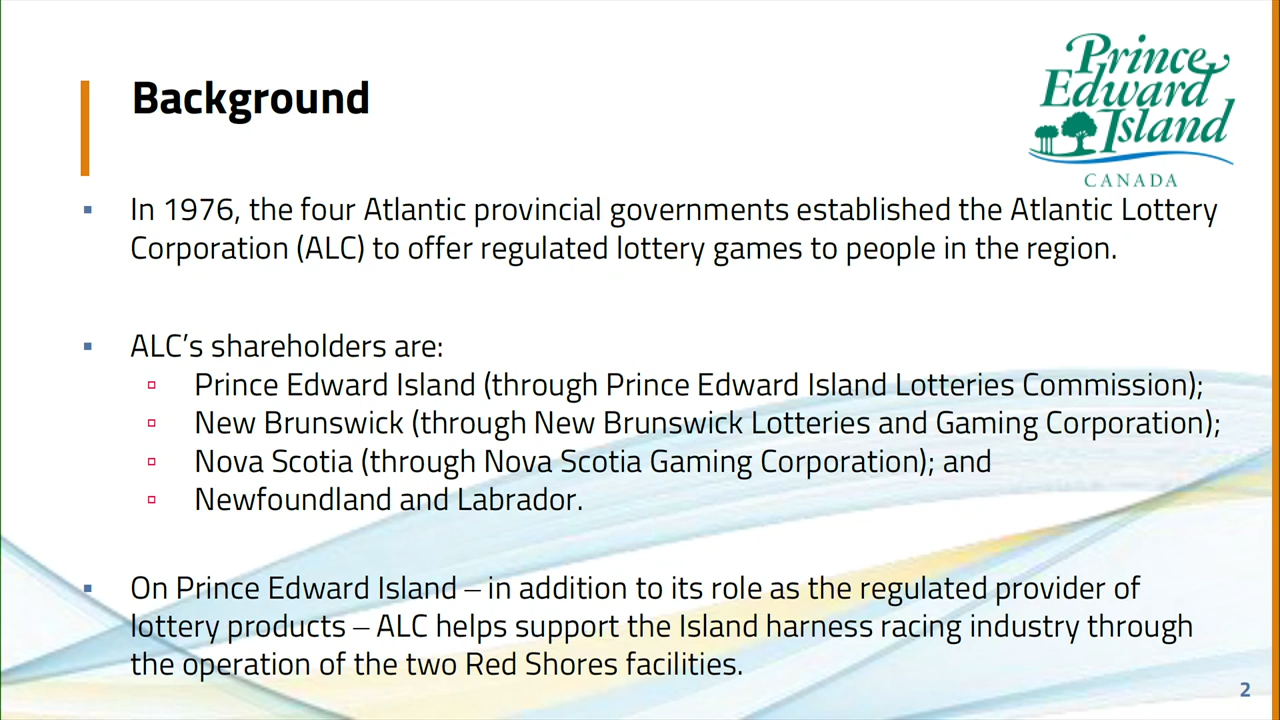 Prince
Edward
Island
CANADA
Background
▪ In 1976, the four Atlantic provincial governments established the Atlantic Lottery
Corporation (ALC) to offer regulated lottery games to people in the region.
▪ ALC’s shareholders are:
▫ Prince Edward Island (through Prince Edward Island Lotteries Commission);
▫ New Brunswick (through New Brunswick Lotteries and Gaming Corporation);
▫ Nova Scotia (through Nova Scotia Gaming Corporation); and
▫ Newfoundland and Labrador.
▪ On Prince Edward Island – in addition to its role as the regulated provider of
lottery products – ALC helps support the Island harness racing industry through
the operation of the two Red Shores facilities.
2